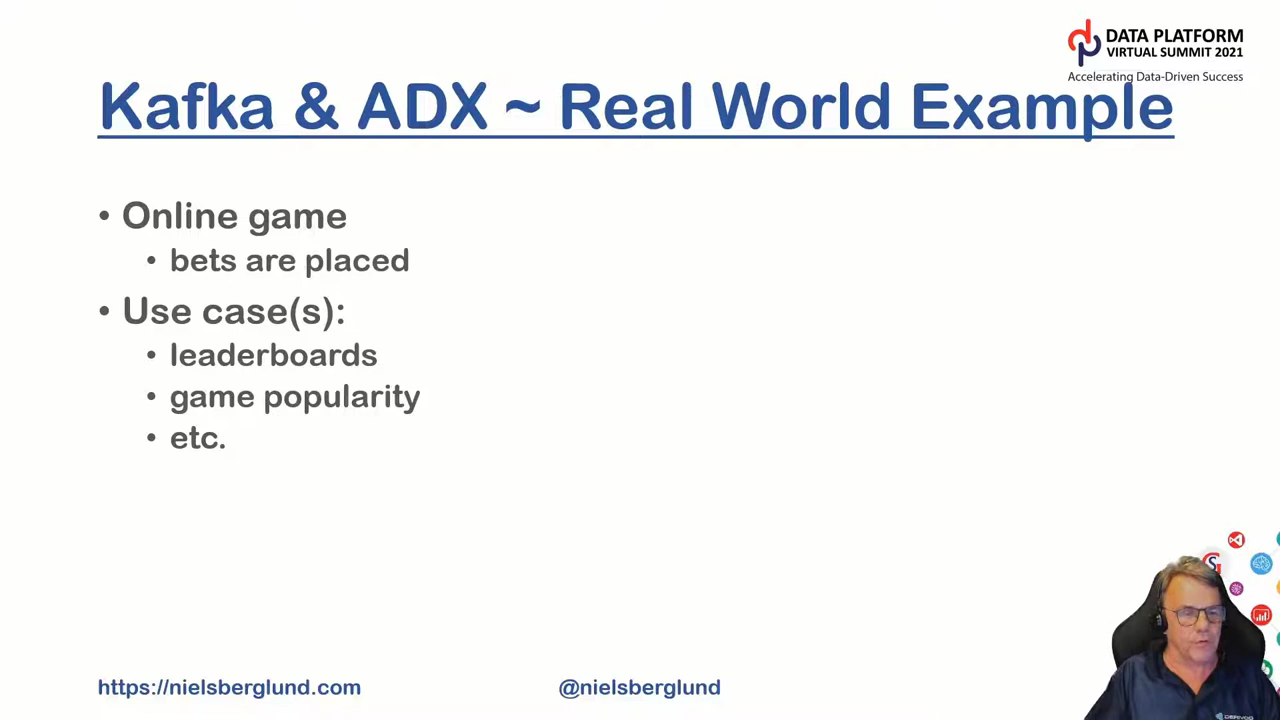 DATA PLATFORM
VIRTUAL SUMMIT 2021
Accelerating Data-Driven Success
Kafka & ADX ~ Real World Example
• Online game
• bets are placed
• Use case(s):
• leaderboards
• game popularity
• etc.
https://nielsberglund.com
@nielsberglund
DERIVCO